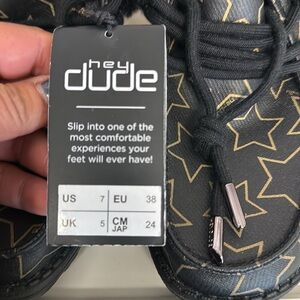 hey
dude
Slip into one of the
most comfortable
experiences your
feet will ever have!
US 7 EU 38
UK 5 CM JAP 24